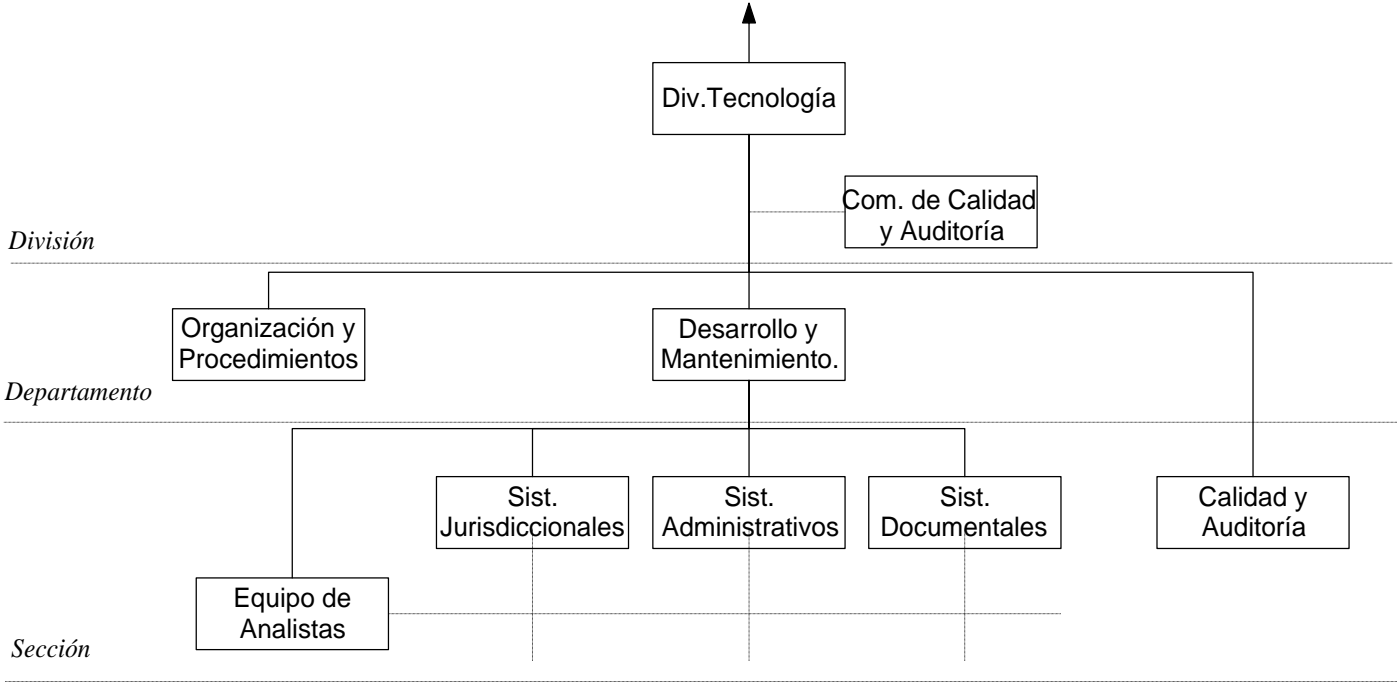 Div.Tecnología
Com. de Calidad
y Auditoría
División
Organización y
Procedimientos
Desarrollo y
Mantenimiento.
Departamento
Sist.
Jurisdiccionales
Sist.
Administrativos
Sist.
Documentales
Calidad y
Auditoría
Equipo de
Analistas
Sección